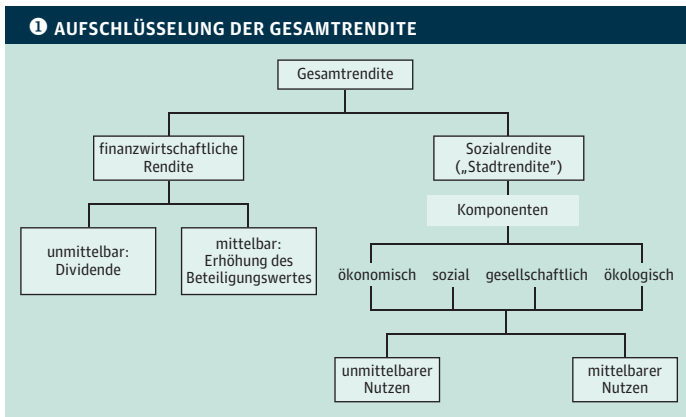 ❶ AUFSCHLÜSSELUNG DER GESAMTRENDITE
Gesamtrendite
finanzwirtschaftliche
Rendite
Sozialrendite
(„Stadtrendite”)
Komponenten
unmittelbar:
Dividende
mittelbar:
Erhöhung des
Beteiligungswertes
ökonomisch sozial gesellschaftlich ökologisch
unmittelbarer
Nutzen
mittelbarer
Nutzen